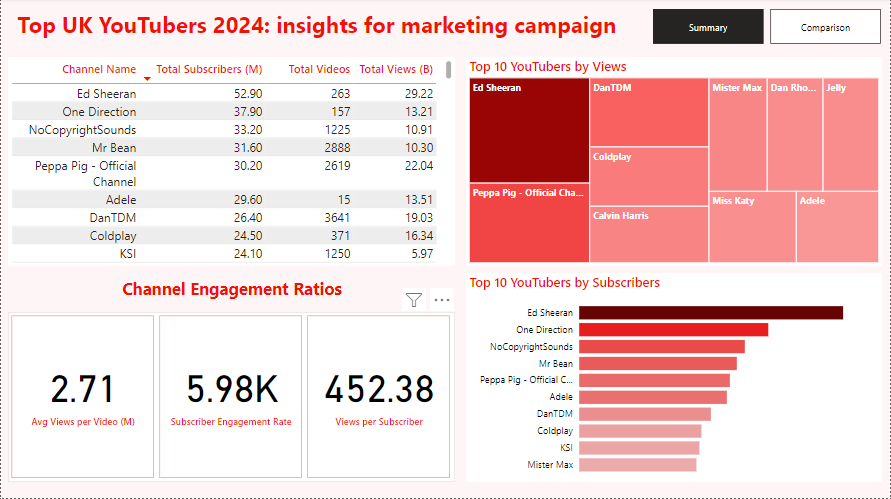 Top UK YouTubers 2024: insights for marketing campaign
Summary
Comparison
Channel Name Total Subscribers (M) Total Videos Total Views (B)
Ed Sheeran 52.90 263 29.22
One Direction 37.90 157 13.21
NoCopyrightSounds 33.20 1225 10.91
Mr Bean 31.60 2888 10.30
Peppa Pig - Official 30.20 2619 22.04
Channel
Adele 29.60 15 13.51
DanTDM 26.40 3641 19.03
Coldplay 24.50 371 16.34
KSI 24.10 1250 5.97
Top 10 YouTubers by Views
Ed Sheeran
Peppa Pig - Official Cha...
DanTDM
Coldplay
Calvin Harris
Mister Max
Dan Rho...
Jelly
Miss Katy
Adele
Channel Engagement Ratios
2.71
Avg Views per Video (M)
5.98K
Subscriber Engagement Rate
452.38
Views per Subscriber
Top 10 YouTubers by Subscribers
Ed Sheeran
One Direction
NoCopyrightSounds
Mr Bean
Peppa Pig - Official C...
Adele
DanTDM
Coldplay
KSI
Mister Max